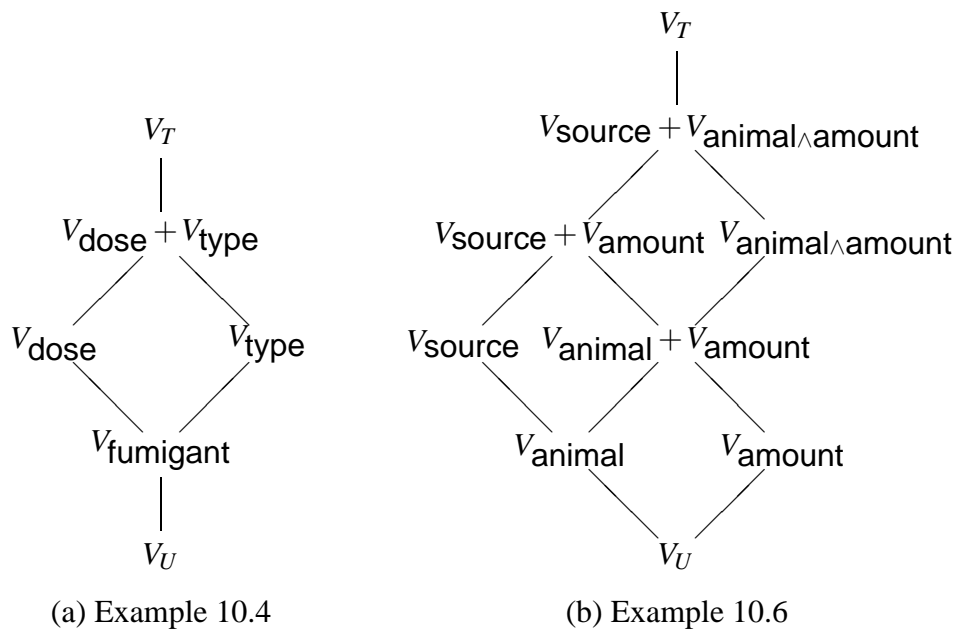 V_T
V_source + V_animal∧amount
V_source + V_amount V_animal∧amount
V_source V_animal + V_amount
V_animal V_amount
V_U
(b) Example 10.6
V_T
V_dose + V_type
V_dose V_type
V_fumigant
V_U
(a) Example 10.4